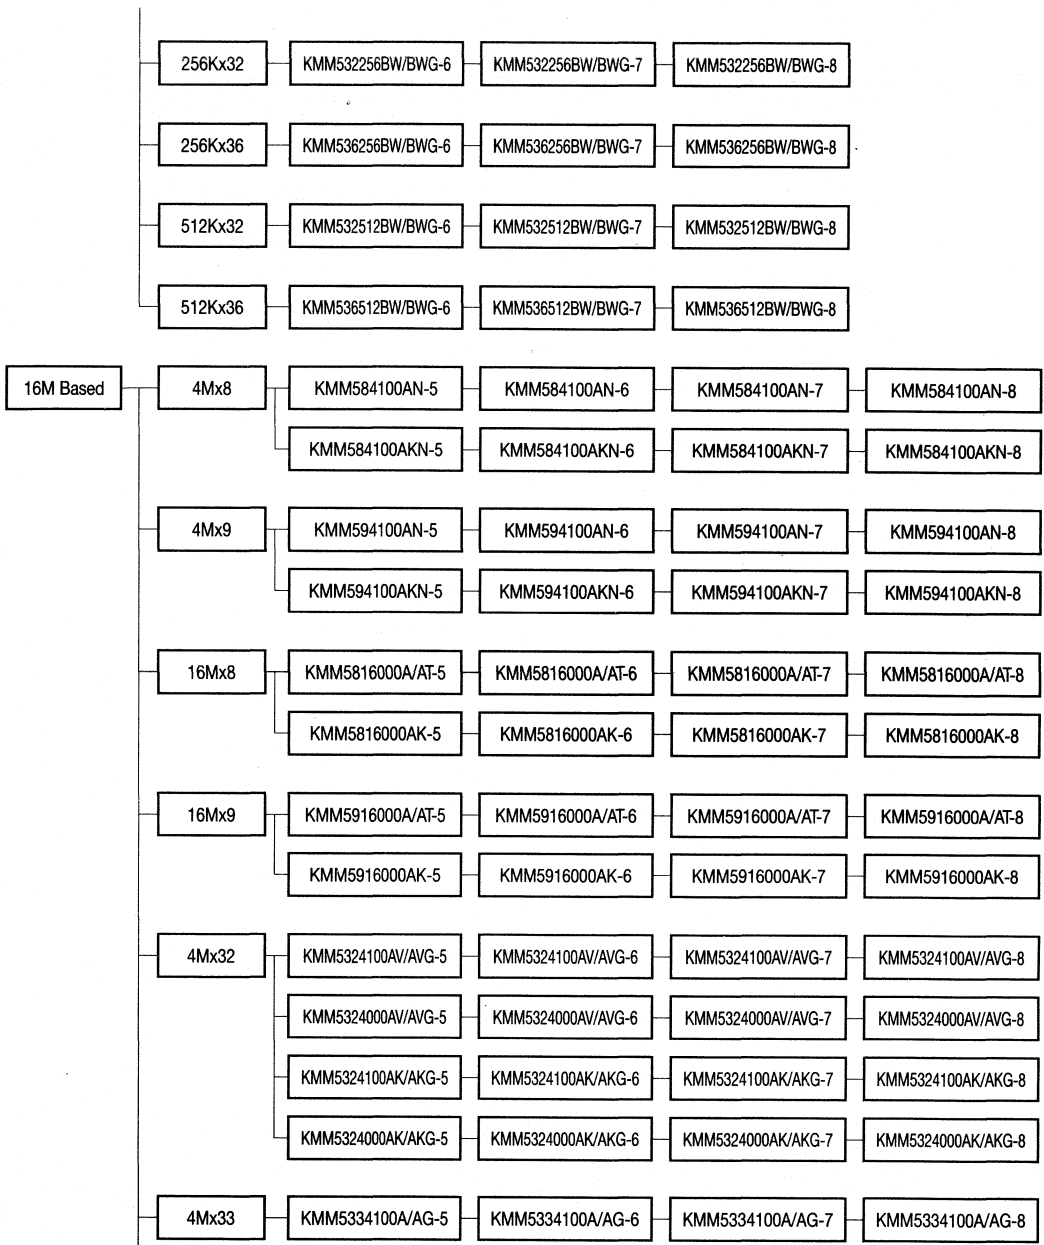 256Kx32 KMM532256BW/BWG-6 KMM532256BW/BWG-7 KMM532256BW/BWG-8
256Kx36 KMM536256BW/BWG-6 KMM536256BW/BWG-7 KMM536256BW/BWG-8
512Kx32 KMM532512BW/BWG-6 KMM532512BW/BWG-7 KMM532512BW/BWG-8
512Kx36 KMM536512BW/BWG-6 KMM536512BW/BWG-7 KMM536512BW/BWG-8
16M Based 4Mx8 KMM584100AN-5 KMM584100AN-6 KMM584100AN-7 KMM584100AN-8
KMM584100AKN-5 KMM584100AKN-6 KMM584100AKN-7 KMM584100AKN-8
4Mx9 KMM594100AN-5 KMM594100AN-6 KMM594100AN-7 KMM594100AN-8
KMM594100AKN-5 KMM594100AKN-6 KMM594100AKN-7 KMM594100AKN-8
16Mx8 KMM5816000A/AT-5 KMM5816000A/AT-6 KMM5816000A/AT-7 KMM5816000A/AT-8
KMM5816000AK-5 KMM5816000AK-6 KMM5816000AK-7 KMM5816000AK-8
16Mx9 KMM5916000A/AT-5 KMM5916000A/AT-6 KMM5916000A/AT-7 KMM5916000A/AT-8
KMM5916000AK-5 KMM5916000AK-6 KMM5916000AK-7 KMM5916000AK-8
4Mx32 KMM5324100AV/AVG-5 KMM5324100AV/AVG-6 KMM5324100AV/AVG-7 KMM5324100AV/AVG-8
KMM5324000AV/AVG-5 KMM5324000AV/AVG-6 KMM5324000AV/AVG-7 KMM5324000AV/AVG-8
KMM5324100AK/AKG-5 KMM5324100AK/AKG-6 KMM5324100AK/AKG-7 KMM5324100AK/AKG-8
KMM5324000AK/AKG-5 KMM5324000AK/AKG-6 KMM5324000AK/AKG-7 KMM5324000AK/AKG-8
4Mx33 KMM5334100A/AG-5 KMM5334100A/AG-6 KMM5334100A/AG-7 KMM5334100A/AG-8